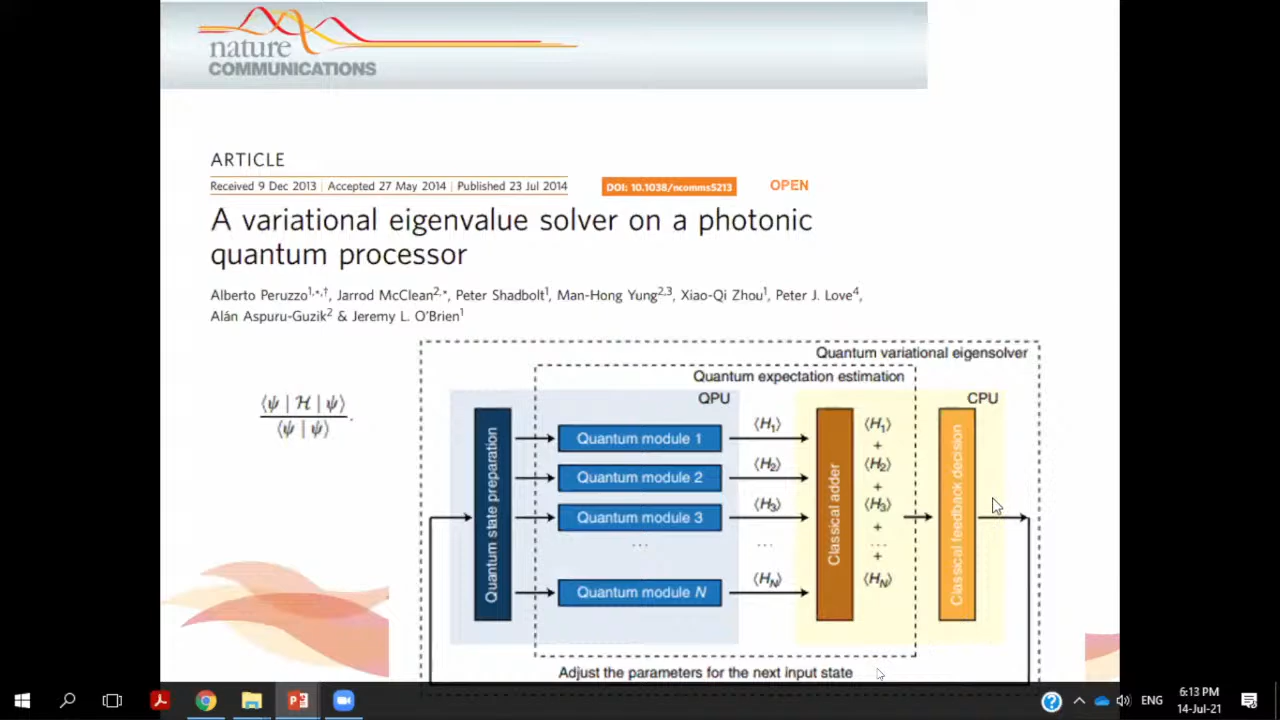 nature
COMMUNICATIONS
ARTICLE
Received 9 Dec 2013 | Accepted 27 May 2014 | Published 23 Jul 2014
DOI: 10.1038/ncomms5213
OPEN
A variational eigenvalue solver on a photonic
quantum processor
Alberto Peruzzo1,*,†, Jarrod McClean2,*, Peter Shadbolt1, Man-Hong Yung2,3, Xiao-Qi Zhou1, Peter J. Love4,
Alán Aspuru-Guzik2 & Jeremy L. O'Brien1
⟨ψ | H | ψ⟩
⟨ψ | ψ⟩ .
Quantum variational eigensolver
Quantum expectation estimation
QPU
CPU
Quantum state preparation
Quantum module 1
Quantum module 2
Quantum module 3
...
Quantum module N
⟨H1⟩
⟨H2⟩
⟨H3⟩
...
⟨HN⟩
Classical adder
⟨H1⟩
+
⟨H2⟩
+
⟨H3⟩
+
...
+
⟨HN⟩
Classical feedback decision
Adjust the parameters for the next input state
ENG
6:13 PM
14-Jul-21